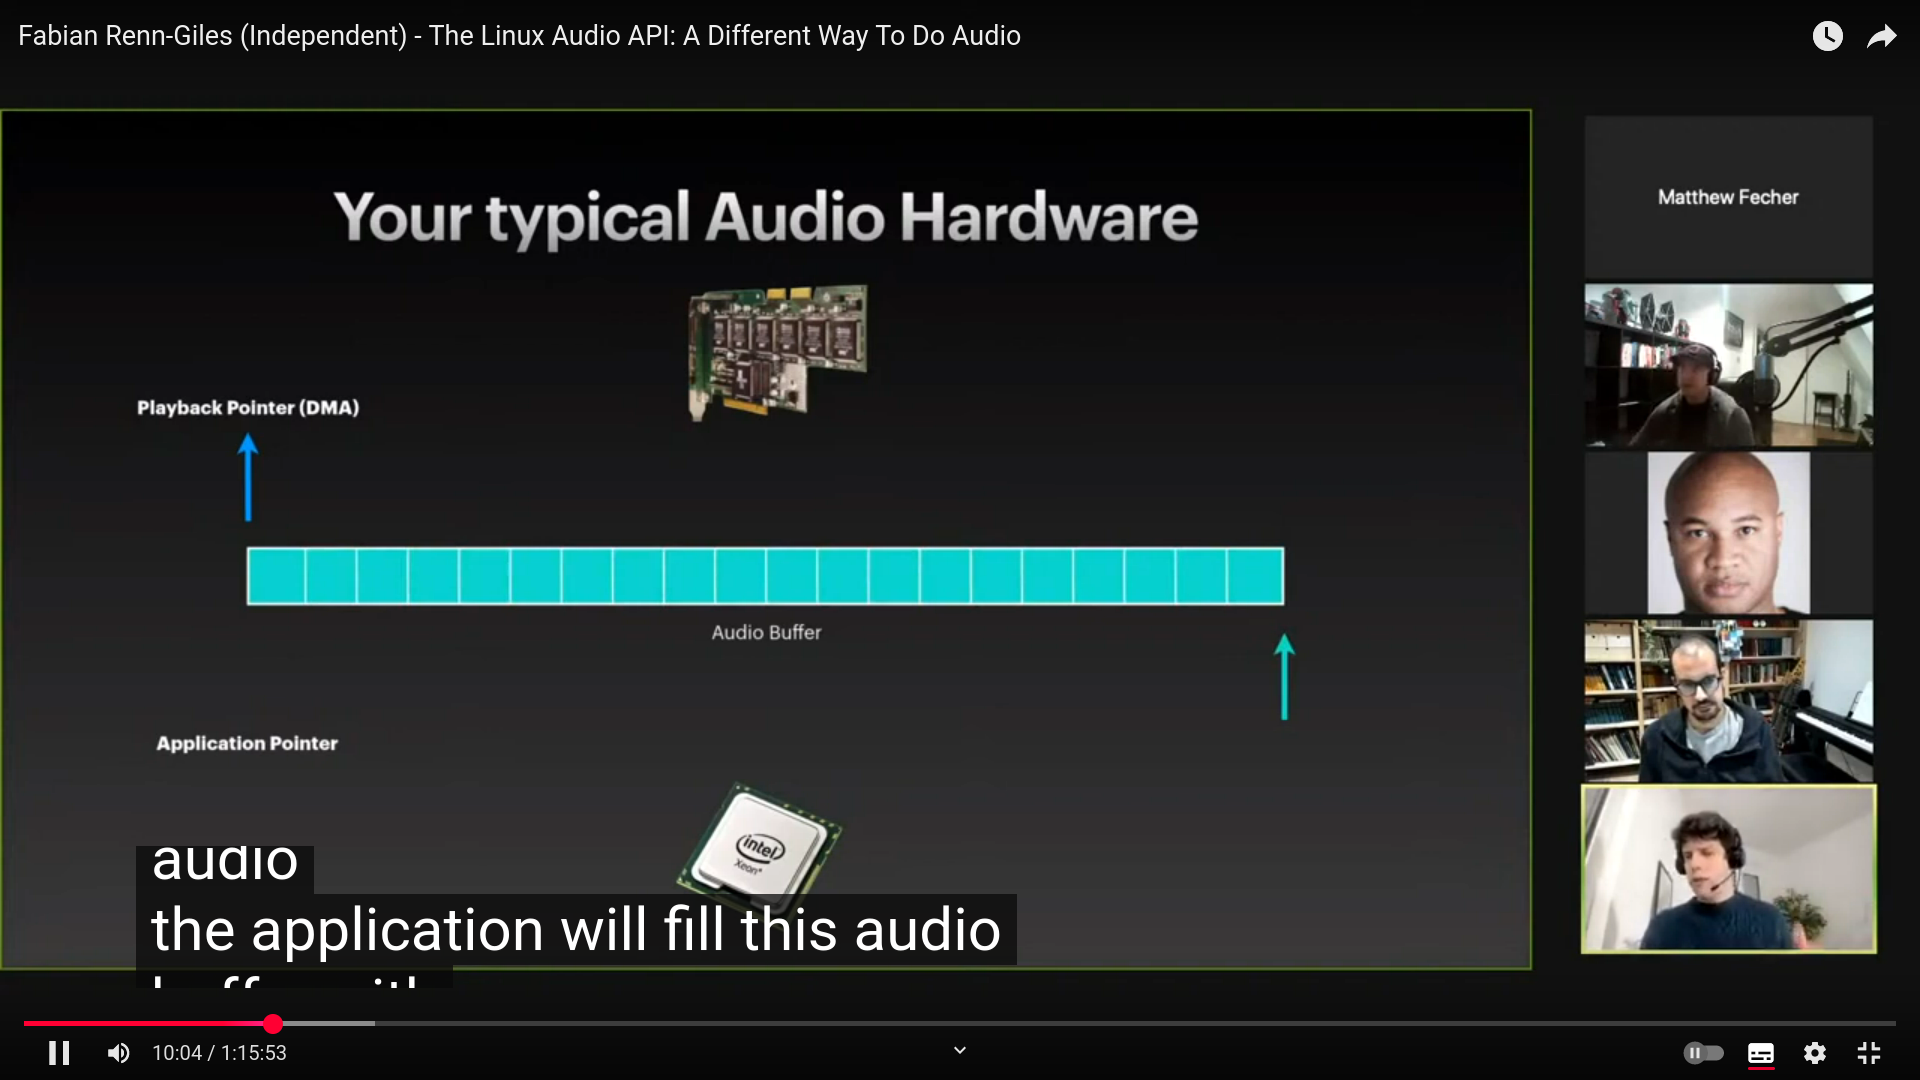 Fabian Renn-Giles (Independent) - The Linux Audio API: A Different Way To Do Audio
Your typical Audio Hardware
Matthew Fecher
Playback Pointer (DMA)
Audio Buffer
Application Pointer
intel
Xeon
audio
the application will fill this audio
buffer with
10:04 / 1:15:53